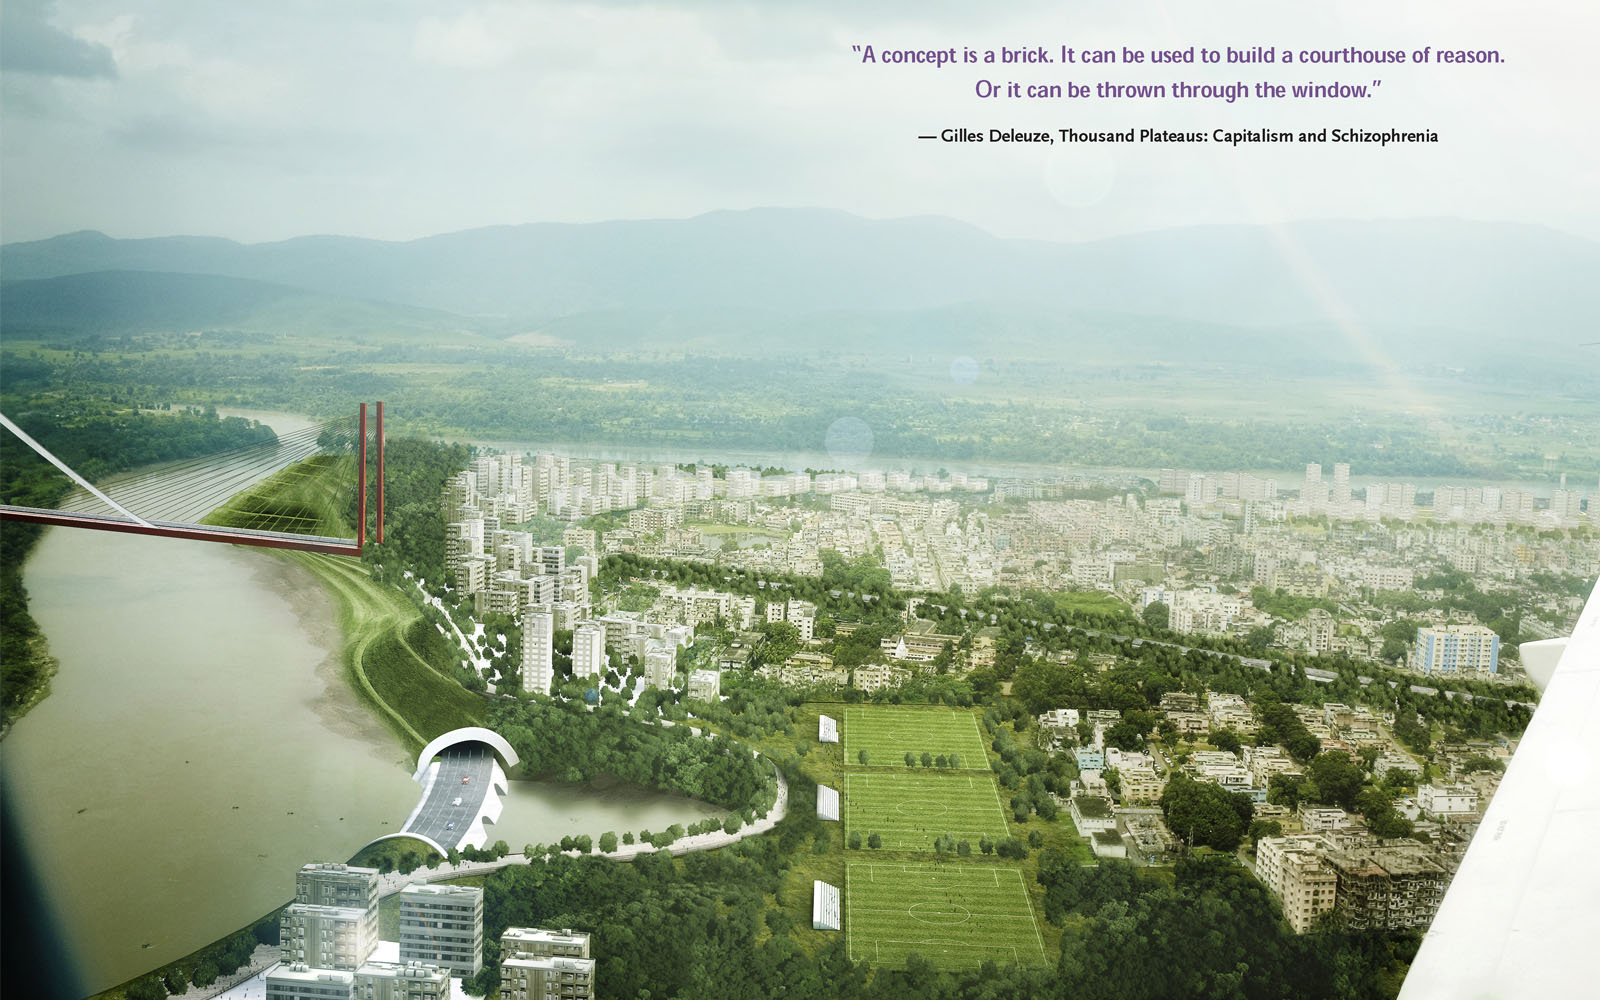 “A concept is a brick. It can be used to build a courthouse of reason.
Or it can be thrown through the window.”
— Gilles Deleuze, Thousand Plateaus: Capitalism and Schizophrenia